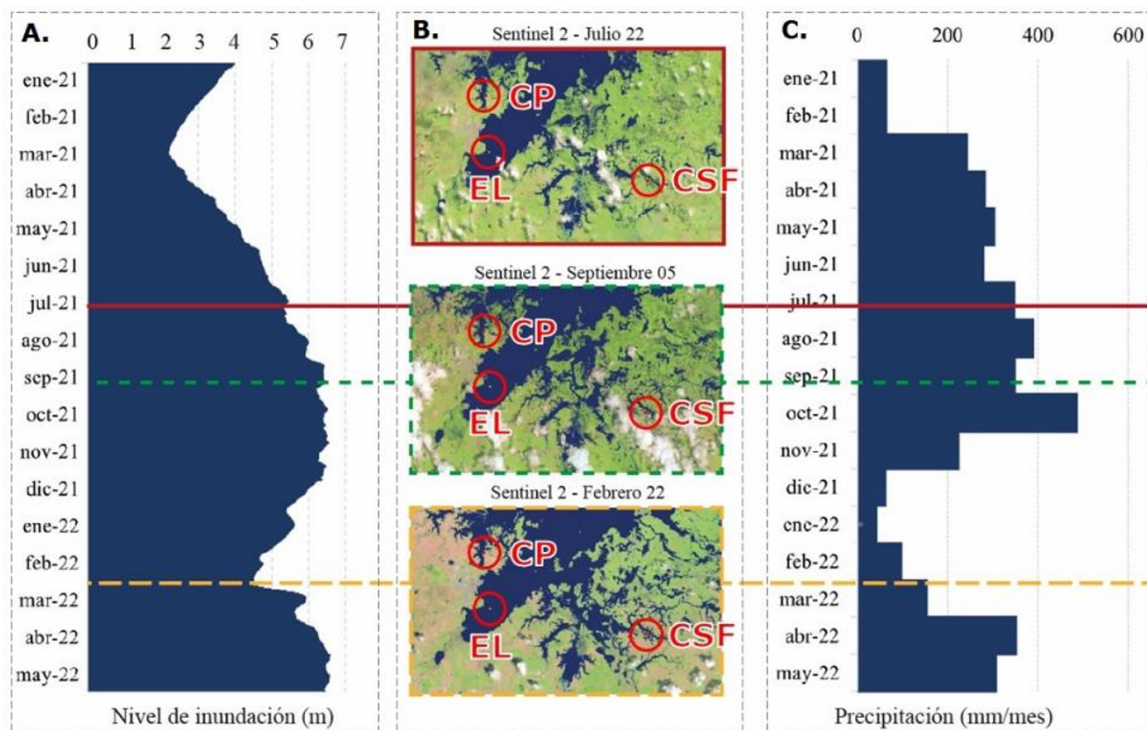 A.
0 1 2 3 4 5 6 7
ene-21
feb-21
mar-21
abr-21
may-21
jun-21
jul-21
ago-21
sep-21
oct-21
nov-21
dic-21
ene-22
feb-22
mar-22
abr-22
may-22
Nivel de inundación (m)
B.
Sentinel 2 - Julio 22
CP
EL
CSF
Sentinel 2 - Septiembre 05
CP
EL
CSF
Sentinel 2 - Febrero 22
CP
EL
CSF
C.
0 200 400 600
ene-21
feb-21
mar-21
abr-21
may-21
jun-21
jul-21
ago-21
sep-21
oct-21
nov-21
dic-21
ene-22
feb-22
mar-22
abr-22
may-22
Precipitación (mm/mes)